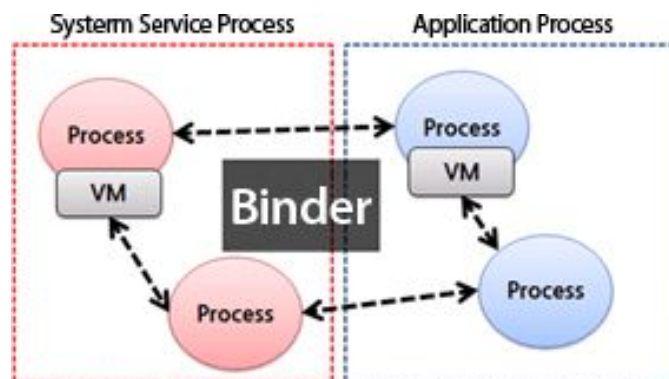 Systerm Service Process
Application Process
Process
VM
Process
VM
Binder
Process
Process